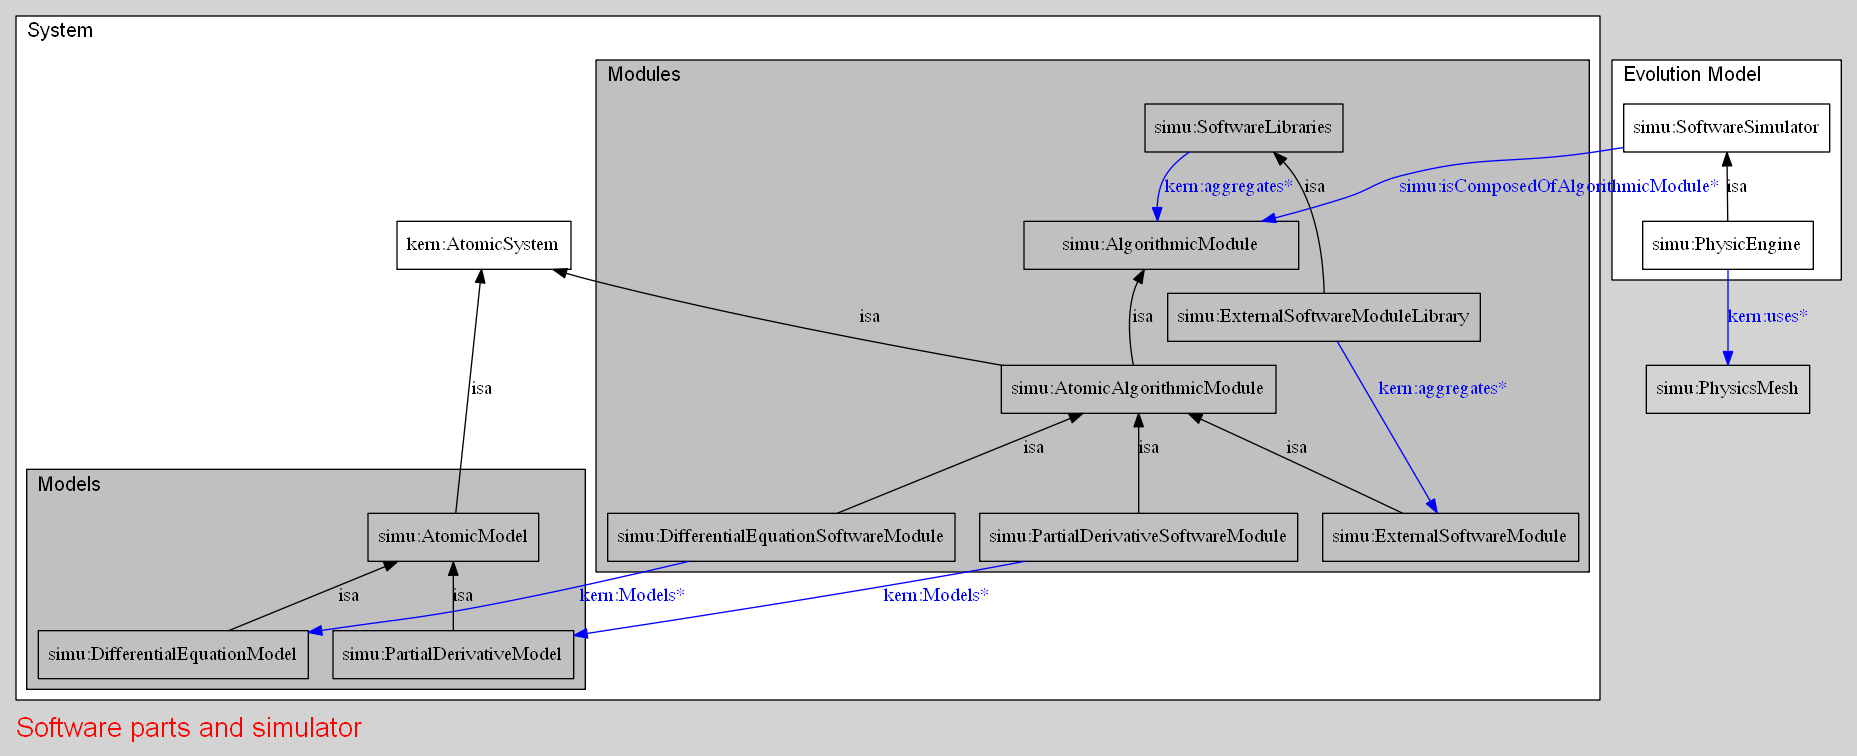 System
Modules
Evolution Model
simu:SoftwareLibraries
simu:SoftwareSimulator
kern:aggregates*
isa
simu:isComposedOfAlgorithmicModule*
isa
kern:AtomicSystem
simu:AlgorithmicModule
simu:PhysicEngine
isa
isa
simu:ExternalSoftwareModuleLibrary
kern:uses*
isa
simu:AtomicAlgorithmicModule
kern:aggregates*
simu:PhysicsMesh
isa
isa
isa
Models
simu:AtomicModel
simu:DifferentialEquationSoftwareModule
simu:PartialDerivativeSoftwareModule
simu:ExternalSoftwareModule
isa
isa
kern:Models*
kern:Models*
simu:DifferentialEquationModel
simu:PartialDerivativeModel
Software parts and simulator